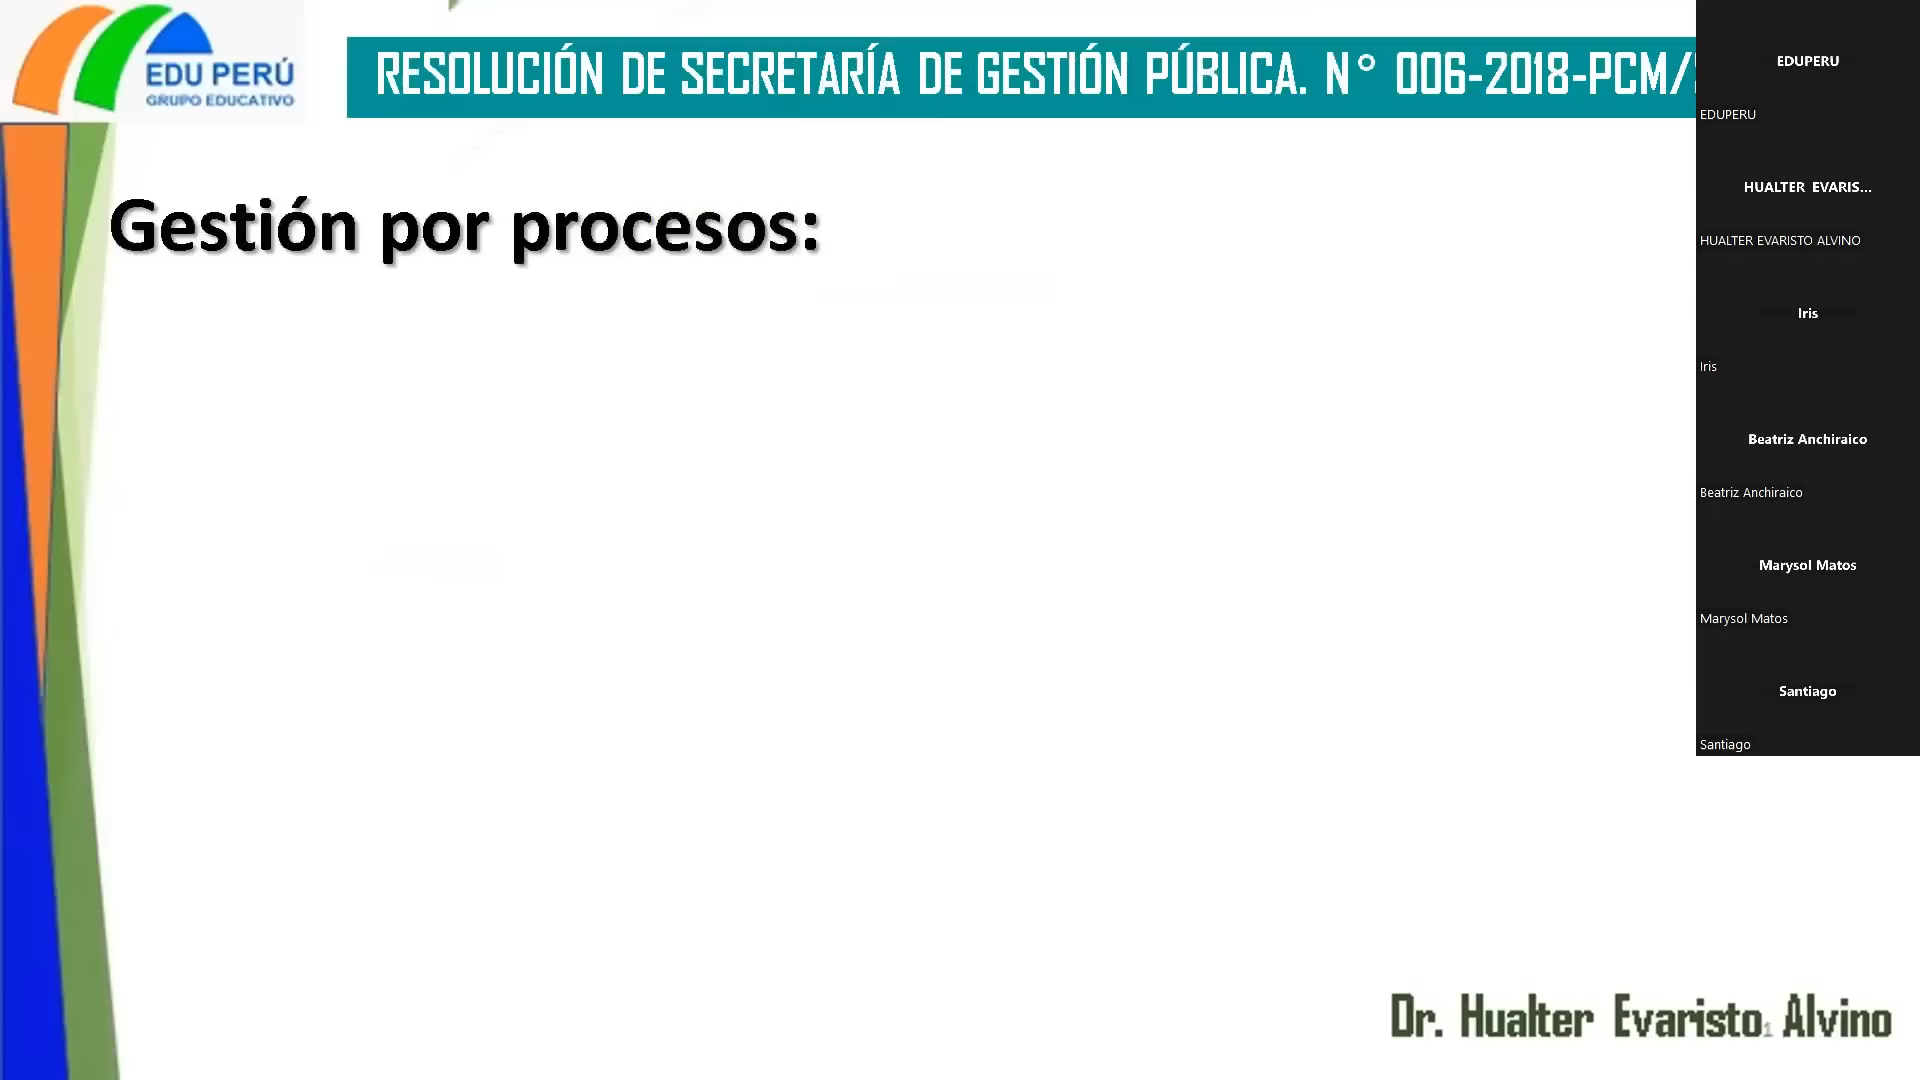 EDU PERÚ
GRUPO EDUCATIVO
RESOLUCIÓN DE SECRETARÍA DE GESTIÓN PÚBLICA. N° 006-2018-PCM/
Gestión por procesos:
EDUPERU
EDUPERU
HUALTER EVARIS...
HUALTER EVARISTO ALVINO
Iris
Iris
Beatriz Anchiraico
Beatriz Anchiraico
Marysol Matos
Marysol Matos
Santiago
Santiago
Dr. Hualter Evaristo Alvino